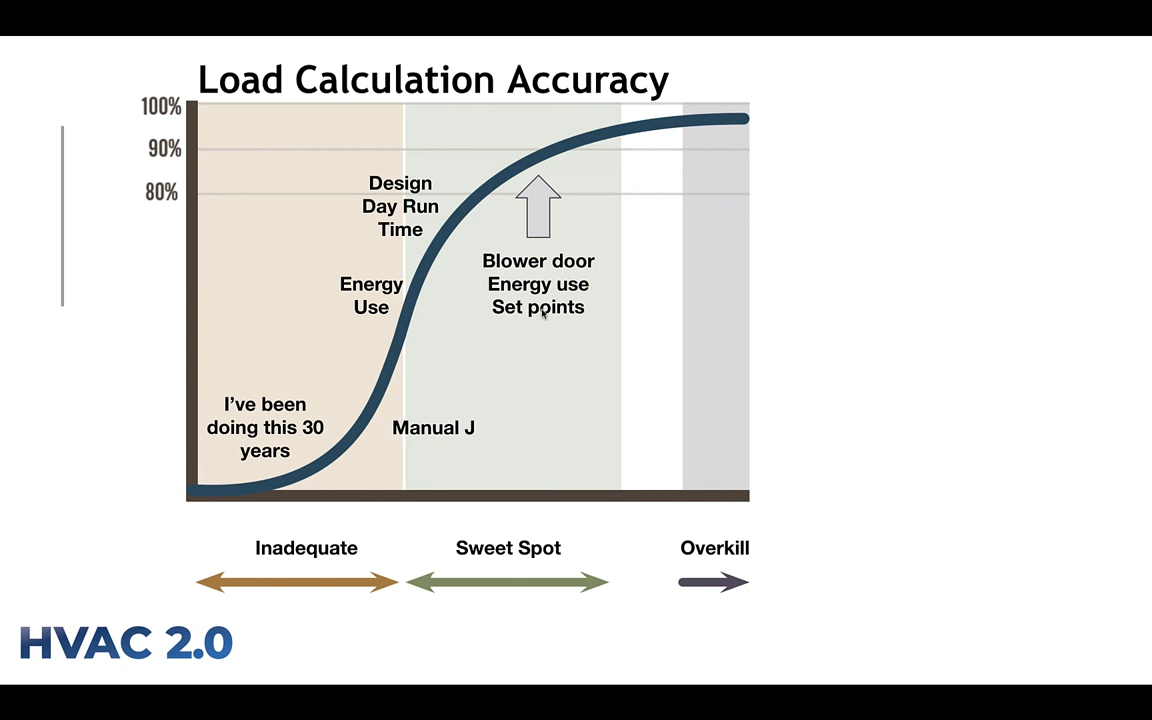 Load Calculation Accuracy
100%
90%
80%
Design
Day Run
Time
Energy
Use
Blower door
Energy use
Set points
I’ve been
doing this 30
years
Manual J
Inadequate
Sweet Spot
Overkill
HVAC 2.0